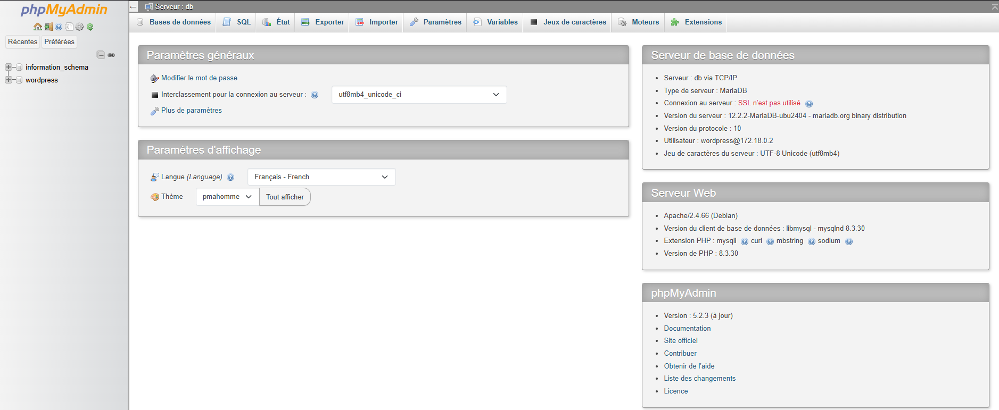 phpMyAdmin
Récentes Préférées
information_schema
wordpress
Serveur : db
Bases de données SQL État Exporter Importer Paramètres Variables Jeux de caractères Moteurs Extensions
Paramètres généraux
Modifier le mot de passe
Interclassement pour la connexion au serveur : utf8mb4_unicode_ci
Plus de paramètres
Paramètres d'affichage
Langue (Language) Français - French
Thème pmahomme Tout afficher
Serveur de base de données
Serveur : db via TCP/IP
Type de serveur : MariaDB
Connexion au serveur : SSL n'est pas utilisé
Version du serveur : 12.2.2-MariaDB-ubu2404 - mariadb.org binary distribution
Version du protocole : 10
Utilisateur : wordpress@172.18.0.2
Jeu de caractères du serveur : UTF-8 Unicode (utf8mb4)
Serveur Web
Apache/2.4.66 (Debian)
Version du client de base de données : libmysql - mysqlnd 8.3.30
Extension PHP : mysqli curl mbstring sodium
Version de PHP : 8.3.30
phpMyAdmin
Version : 5.2.3 (à jour)
Documentation
Site officiel
Contribuer
Obtenir de l'aide
Liste des changements
Licence